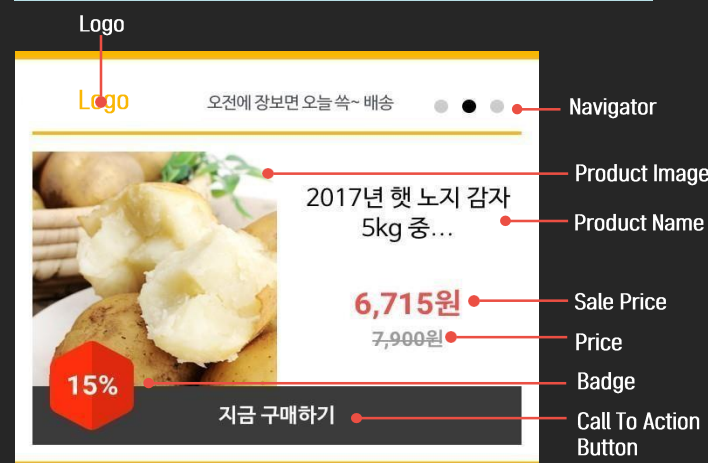 Logo
Logo
오전에 장보면 오늘 쓱~ 배송
Navigator
Product Image
2017년 햇 노지 감자
5kg 중...
Product Name
6,715원
Sale Price
7,900원
Price
15%
Badge
지금 구매하기
Call To Action
Button